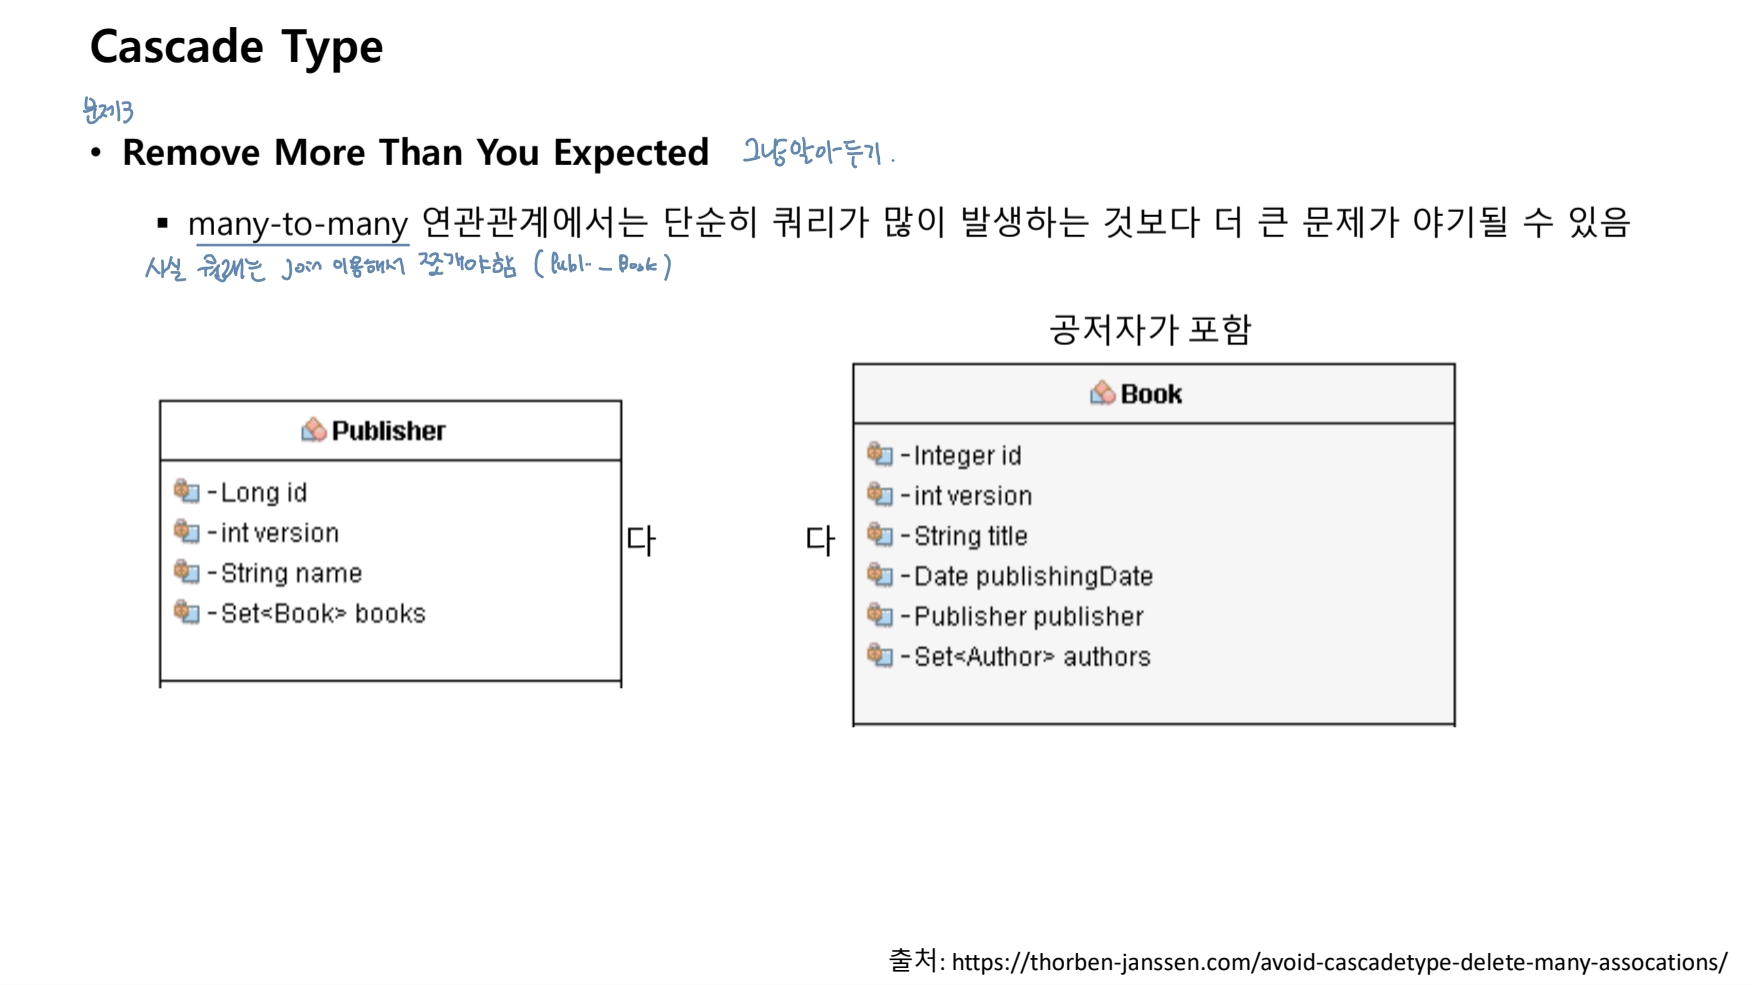 Cascade Type
문제3
• Remove More Than You Expected 그냥 알아두기.
▪ many-to-many 연관관계에서는 단순히 쿼리가 많이 발생하는 것보다 더 큰 문제가 야기될 수 있음
사실 원래는 Join 이용해서 쪼개야함 (Publ.. _ Book)
공저자가 포함
Publisher
-Long id
-int version
-String name
-Set<Book> books
다
다
Book
-Integer id
-int version
-String title
-Date publishingDate
-Publisher publisher
-Set<Author> authors
출처: https://thorben-janssen.com/avoid-cascadetype-delete-many-assocations/